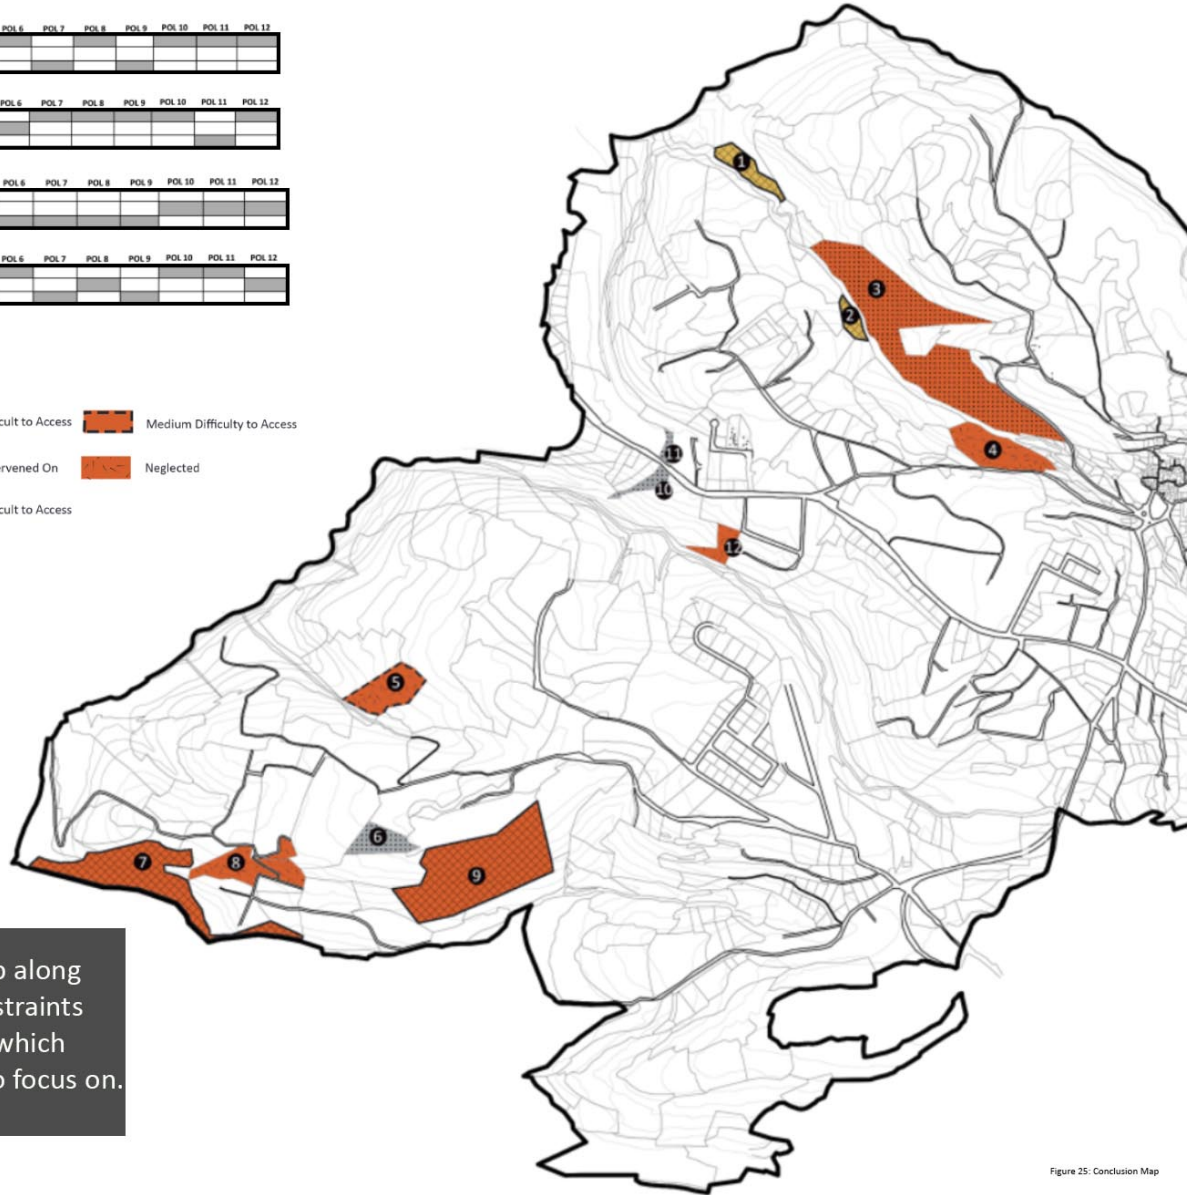 POL 6 POL 7 POL 8 POL 9 POL 10 POL 11 POL 12
POL 6 POL 7 POL 8 POL 9 POL 10 POL 11 POL 12
POL 6 POL 7 POL 8 POL 9 POL 10 POL 11 POL 12
POL 6 POL 7 POL 8 POL 9 POL 10 POL 11 POL 12
cult to Access
Medium Difficulty to Access
ervened On
Neglected
cult to Access
1
2
3
4
11
10
12
5
6
7
8
9
along
straints
which
focus on.
Figure 25: Conclusion Map